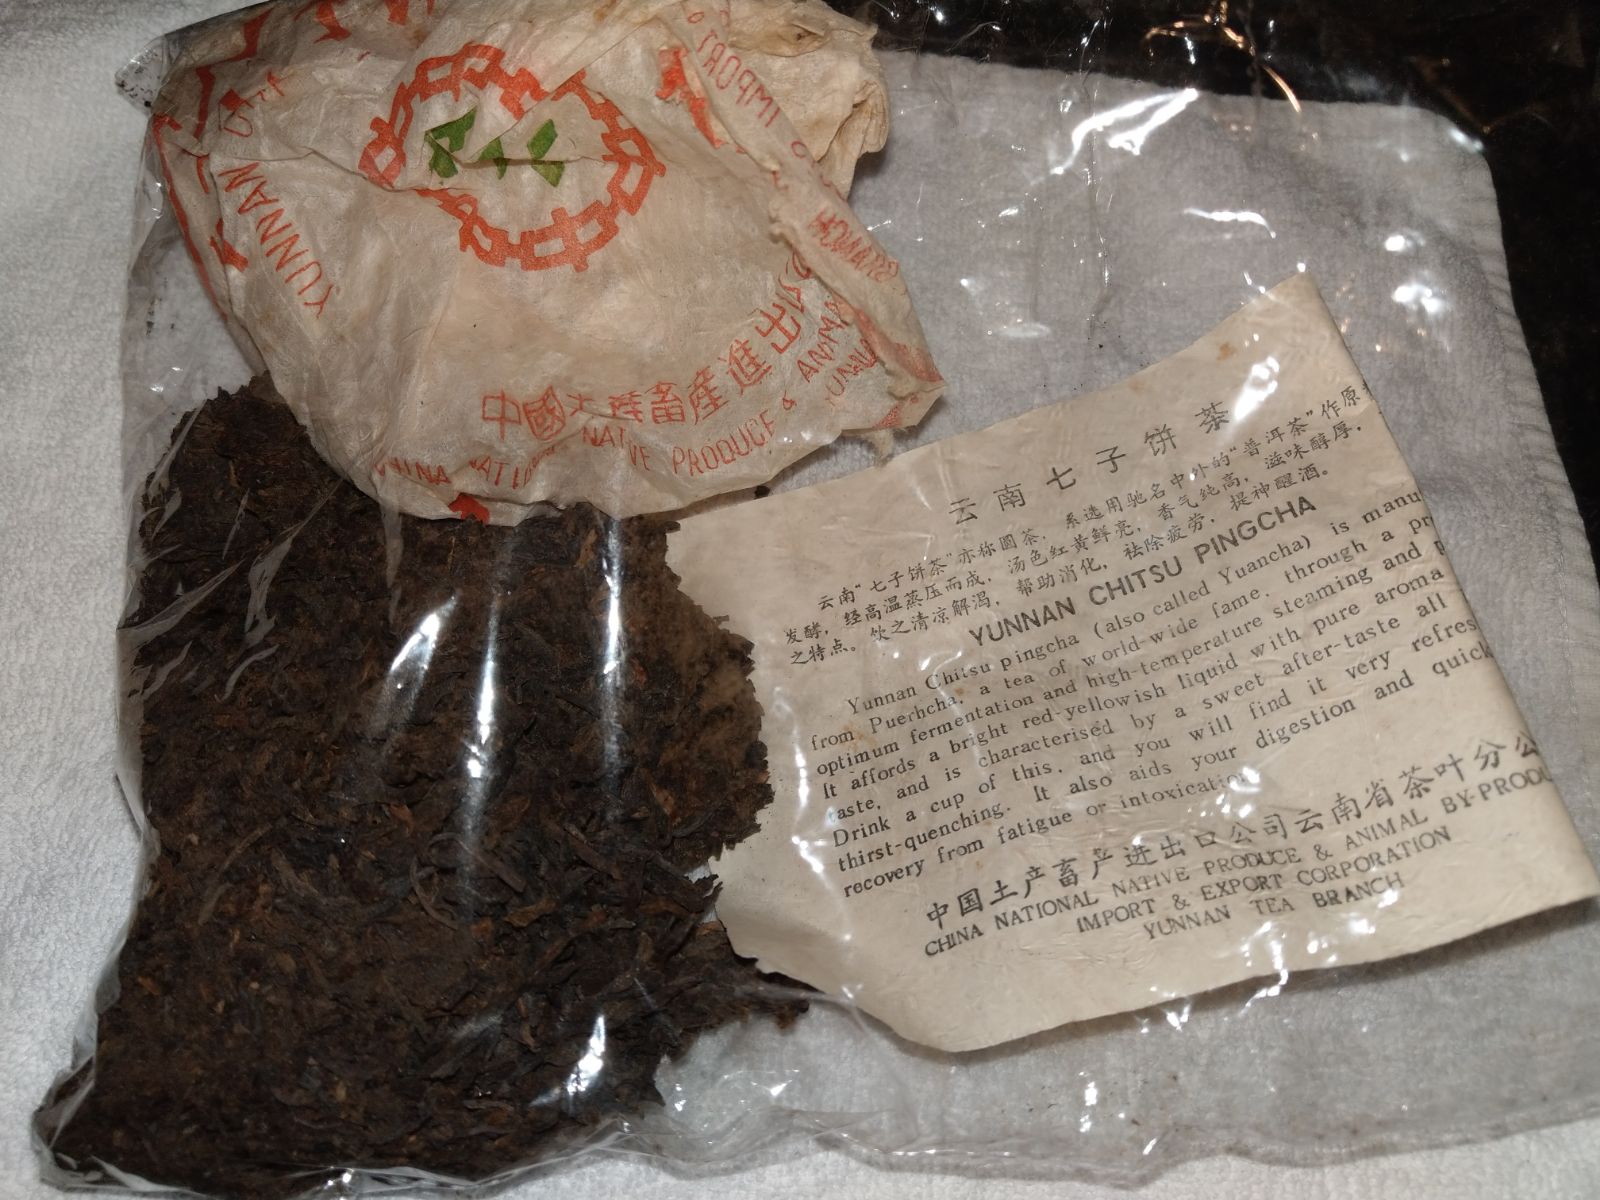 YUNNAN
IMPORT
中國土產畜產進出
CHINA NATIONAL NATIVE PRODUCE &
云南七子饼茶
云南“七子饼茶”亦称圆茶，系选用驰名中外的“普洱茶”作原
发酵，经高温蒸压而成，汤色红黄鲜亮，香气纯高，滋味醇厚，
之特点。饮之清凉解渴，帮助消化，祛除疲劳，提神醒酒。
YUNNAN CHITSU PINGCHA
Yunnan Chitsu pingcha (also called Yuancha) is manu
from Puerhcha, a tea of world-wide fame, through a pr
optimum fermentation and high-temperature steaming and p
It affords a bright red-yellowish liquid with pure aroma
taste, and is characterised by a sweet after-taste all
Drink a cup of this, and you will find it very refres
thirst-quenching. It also aids your digestion and quick
recovery from fatigue or intoxication
中国土产畜产进出口公司云南省茶叶分公
CHINA NATIONAL NATIVE PRODUCE & ANIMAL BY-PRODU
IMPORT & EXPORT CORPORATION
YUNNAN TEA BRANCH